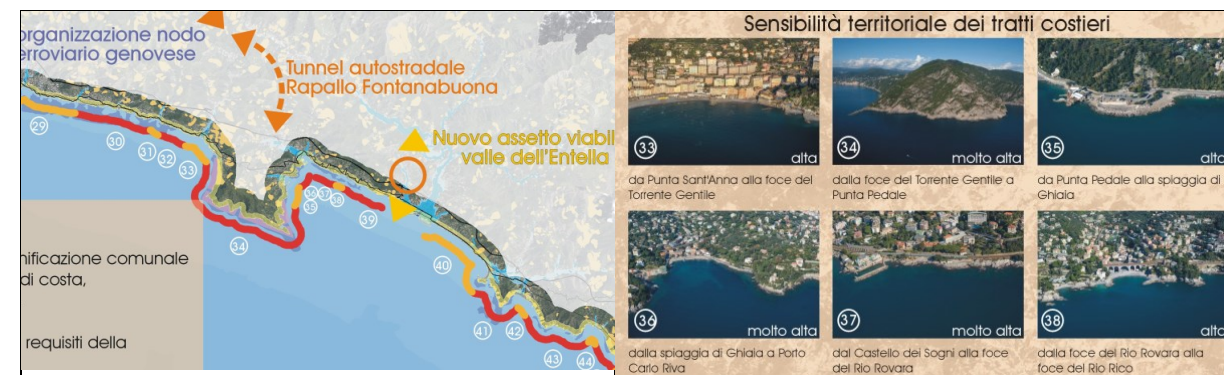 organizzazione nodo
ferroviario genovese
Tunnel autostradale
Rapallo Fontanabuona
Nuovo assetto viabil
valle dell'Entella
29
30
31
32
33
34
35
36
37
38
39
40
41
42
43
44
nificazione comunale
di costa,
requisiti della
Sensibilità territoriale dei tratti costieri
33
alta
da Punta Sant'Anna alla foce del
Torrente Gentile
34
molto alta
dalla foce del Torrente Gentile a
Punta Pedale
35
alta
da Punta Pedale alla spiaggia di
Ghiaia
36
molto alta
dalla spiaggia di Ghiaia a Porto
Carlo Riva
37
molto alta
dal Castello dei Sogni alla foce
del Rio Rovara
38
molto alta
dalla foce del Rio Rovara alla
foce del Rio Rico